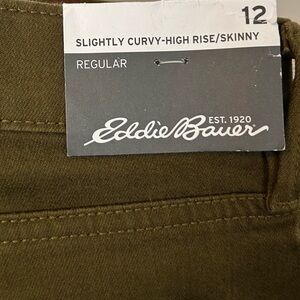 12
SLIGHTLY CURVY-HIGH RISE/SKINNY
REGULAR
EST. 1920
Eddie Bauer